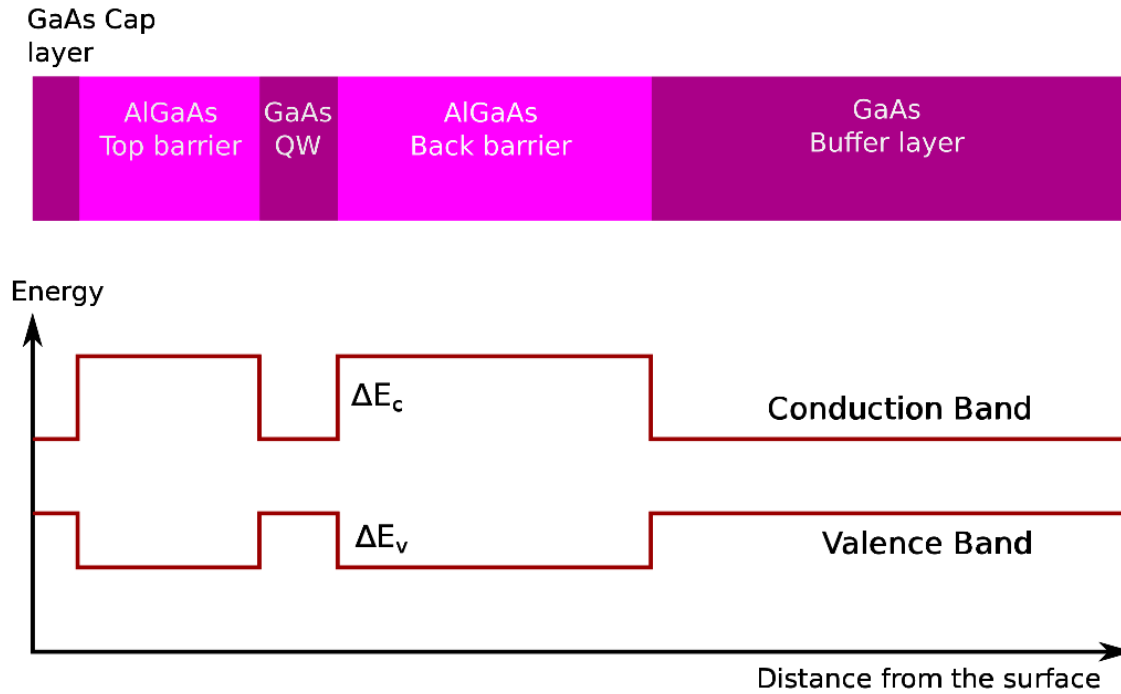 GaAs Cap
layer
AlGaAs
Top barrier
GaAs
QW
AlGaAs
Back barrier
GaAs
Buffer layer
Energy
ΔEc
Conduction Band
ΔEv
Valence Band
Distance from the surface